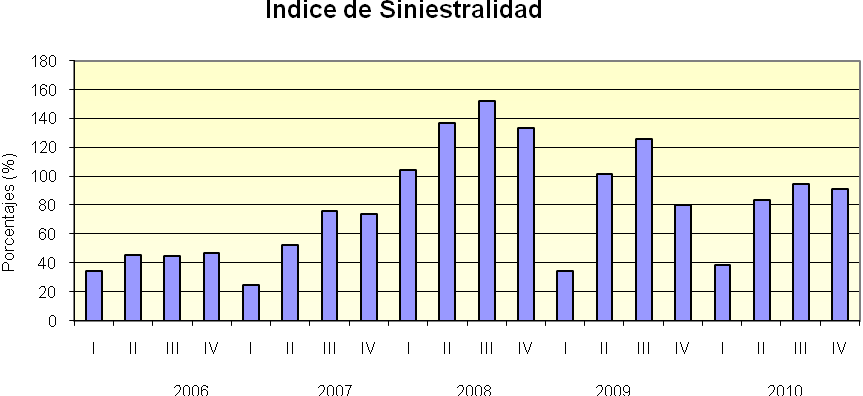 Indice de Siniestralidad
Porcentajes (%)
180
160
140
120
100
80
60
40
20
0
I II III IV I II III IV I II III IV I II III IV I II III IV
2006 2007 2008 2009 2010